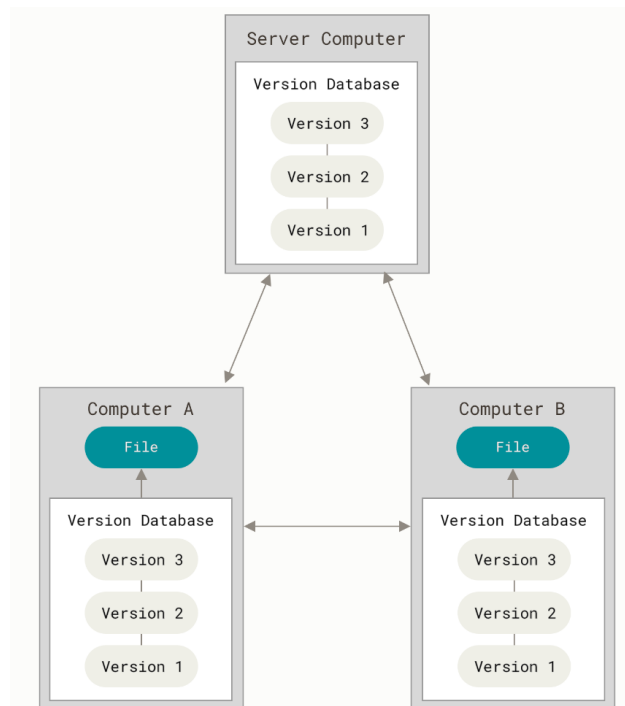 Server Computer
Version Database
Version 3
Version 2
Version 1
Computer A
File
Version Database
Version 3
Version 2
Version 1
Computer B
File
Version Database
Version 3
Version 2
Version 1